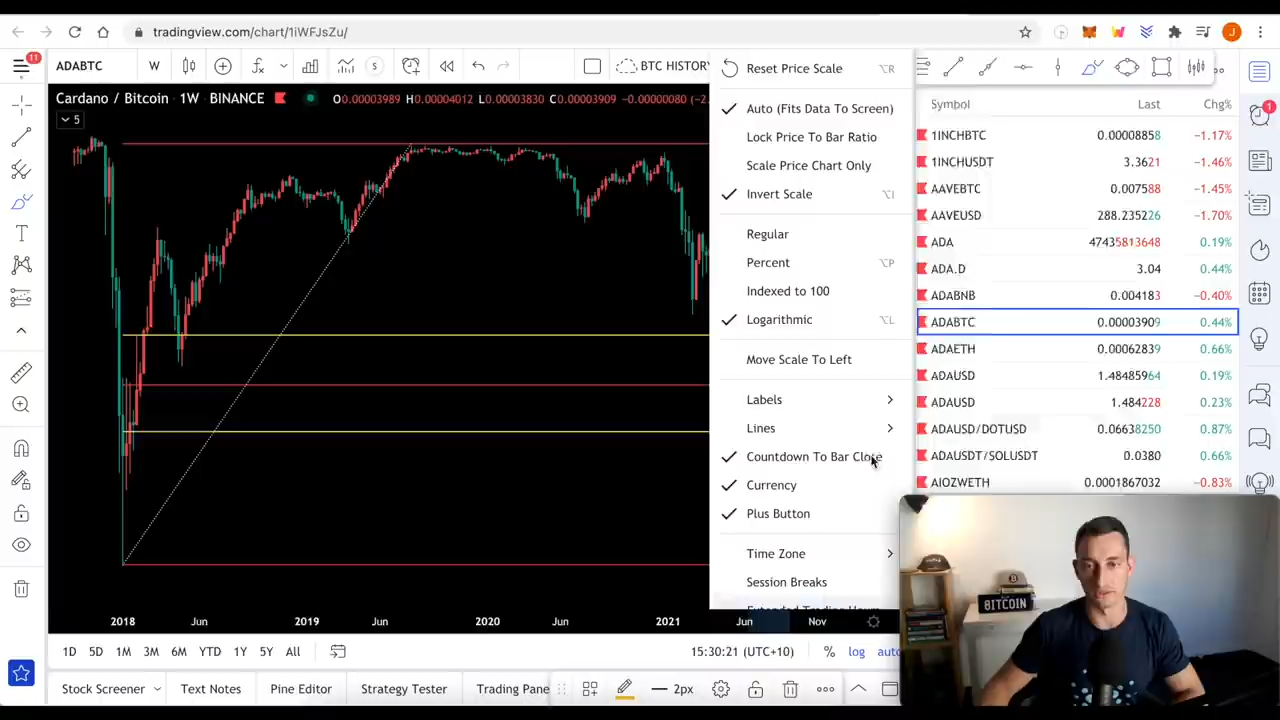 tradingview.com/chart/1iWFJsZu/
J
11
ADABTC
W
5
BTC HISTORY
Cardano / Bitcoin · 1W · BINANCE
O0.00003989 H0.00004012 L0.00003830 C0.00003909 −0.00000080 (−2.
5
Reset Price Scale ⌥R
Auto (Fits Data To Screen)
Lock Price To Bar Ratio
Scale Price Chart Only
Invert Scale ⌥I
Regular
Percent ⌥P
Indexed to 100
Logarithmic ⌥L
Move Scale To Left
Labels
Lines
Countdown To Bar Close
Currency
Plus Button
Time Zone
Session Breaks
Symbol Last Chg%
1INCHBTC 0.00008858 −1.17%
1INCHUSDT 3.3621 −1.46%
AAVEBTC 0.007588 −1.45%
AAVEUSD 288.235226 −1.70%
ADA 47435813648 0.19%
ADA.D 3.04 0.44%
ADABNB 0.004183 −0.40%
ADABTC 0.00003909 0.44%
ADAETH 0.00062839 0.66%
ADAUSD 1.48485964 0.19%
ADAUSD 1.484228 0.23%
ADAUSD/DOTUSD 0.06638250 0.87%
ADAUSDT/SOLUSDT 0.0380 0.66%
AIOZWETH 0.0001867032 −0.83%
1
2018 Jun 2019 Jun 2020 Jun 2021 Jun Nov
1D 5D 1M 3M 6M YTD 1Y 5Y All
15:30:21 (UTC+10) % log auto
Stock Screener Text Notes Pine Editor Strategy Tester Trading Pane
2px
BITCOIN